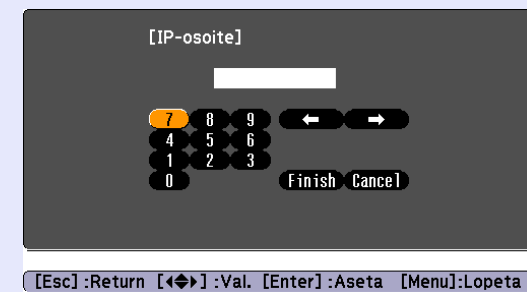 [IP-osoite]
7 8 9 ← →
4 5 6
1 2 3
0 Finish Cancel
[Esc] :Return [◀◆▶] :Val. [Enter] :Aseta [Menu]:Lopeta